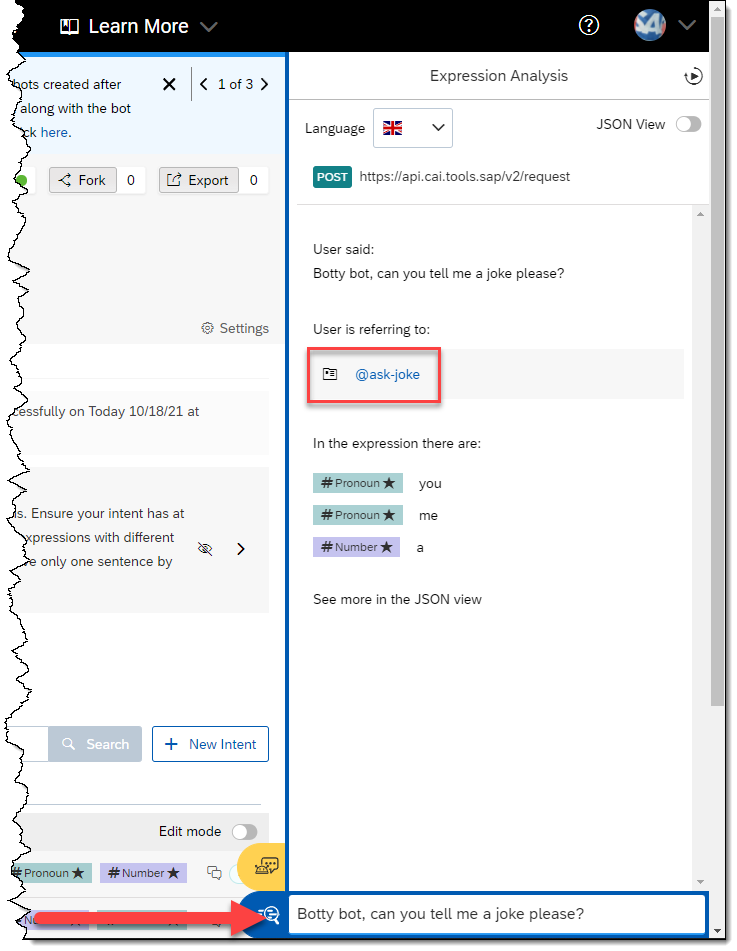 Learn More
bots created after
1 of 3
along with the bot
here.
Fork 0
Export 0
Settings
on Today 10/18/21 at
Ensure your intent has at
with different
only one sentence by
Search
+ New Intent
Edit mode
#Pronoun ★ #Number ★
Expression Analysis
Language
JSON View
POST https://api.cai.tools.sap/v2/request
User said:
Botty bot, can you tell me a joke please?
User is referring to:
@ask-joke
In the expression there are:
#Pronoun ★ you
#Pronoun ★ me
#Number ★ a
See more in the JSON view
Botty bot, can you tell me a joke please?